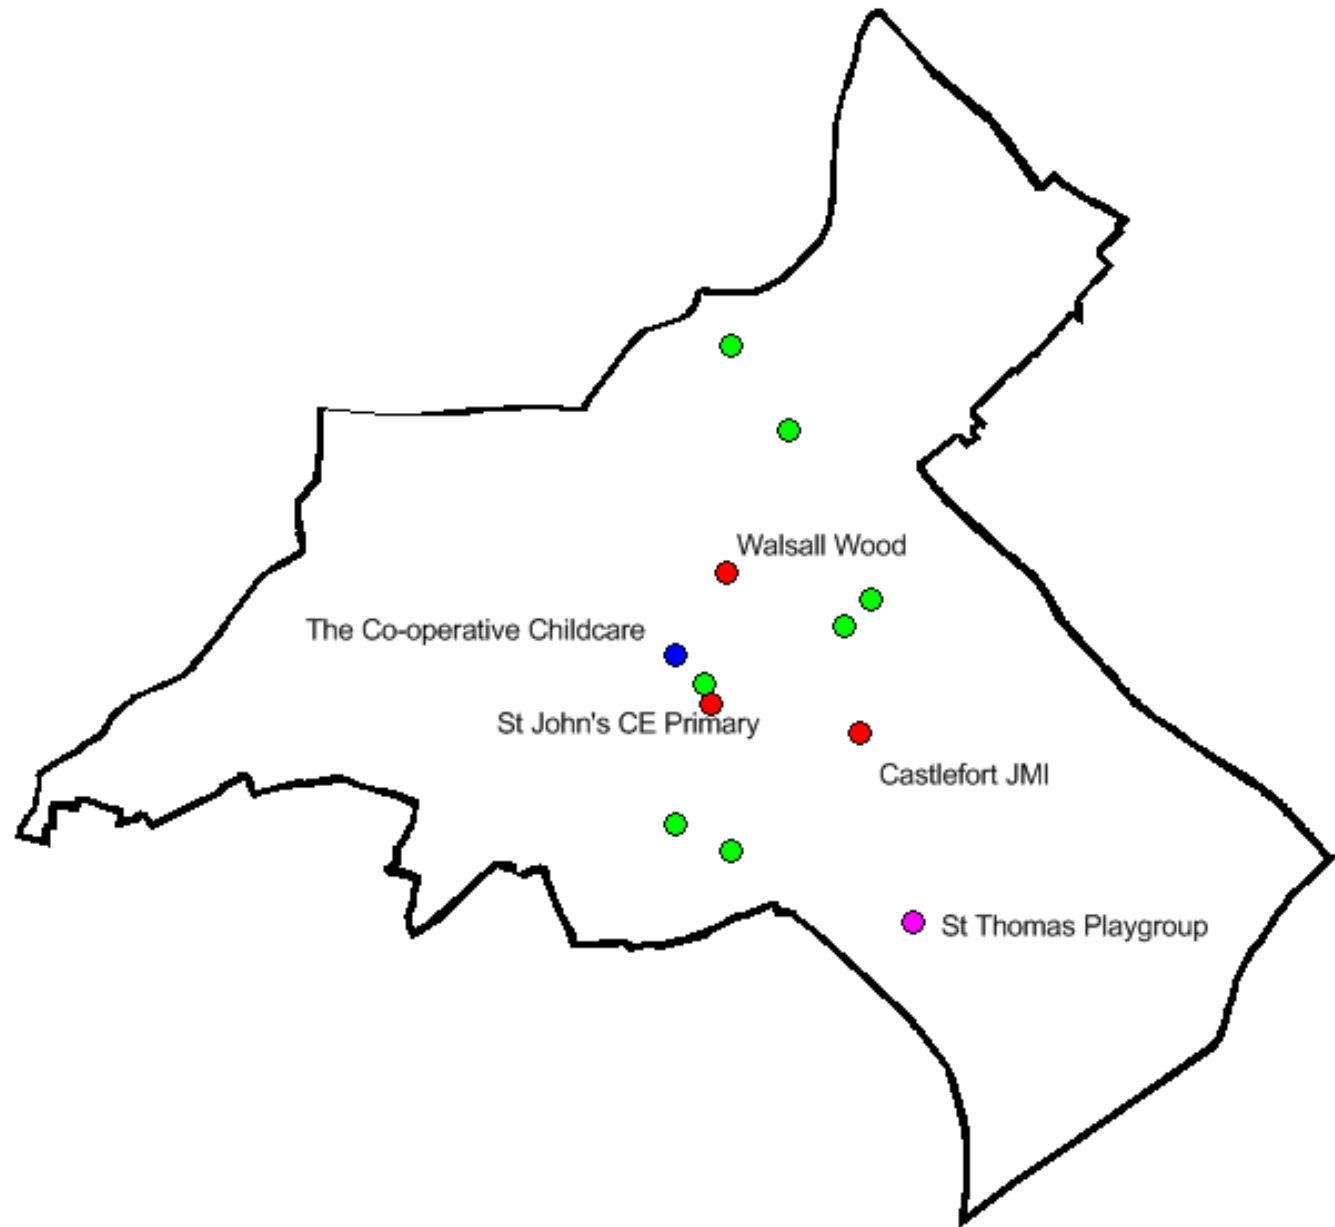 Walsall Wood
The Co-operative Childcare
St John's CE Primary
Castlefort JMI
St Thomas Playgroup